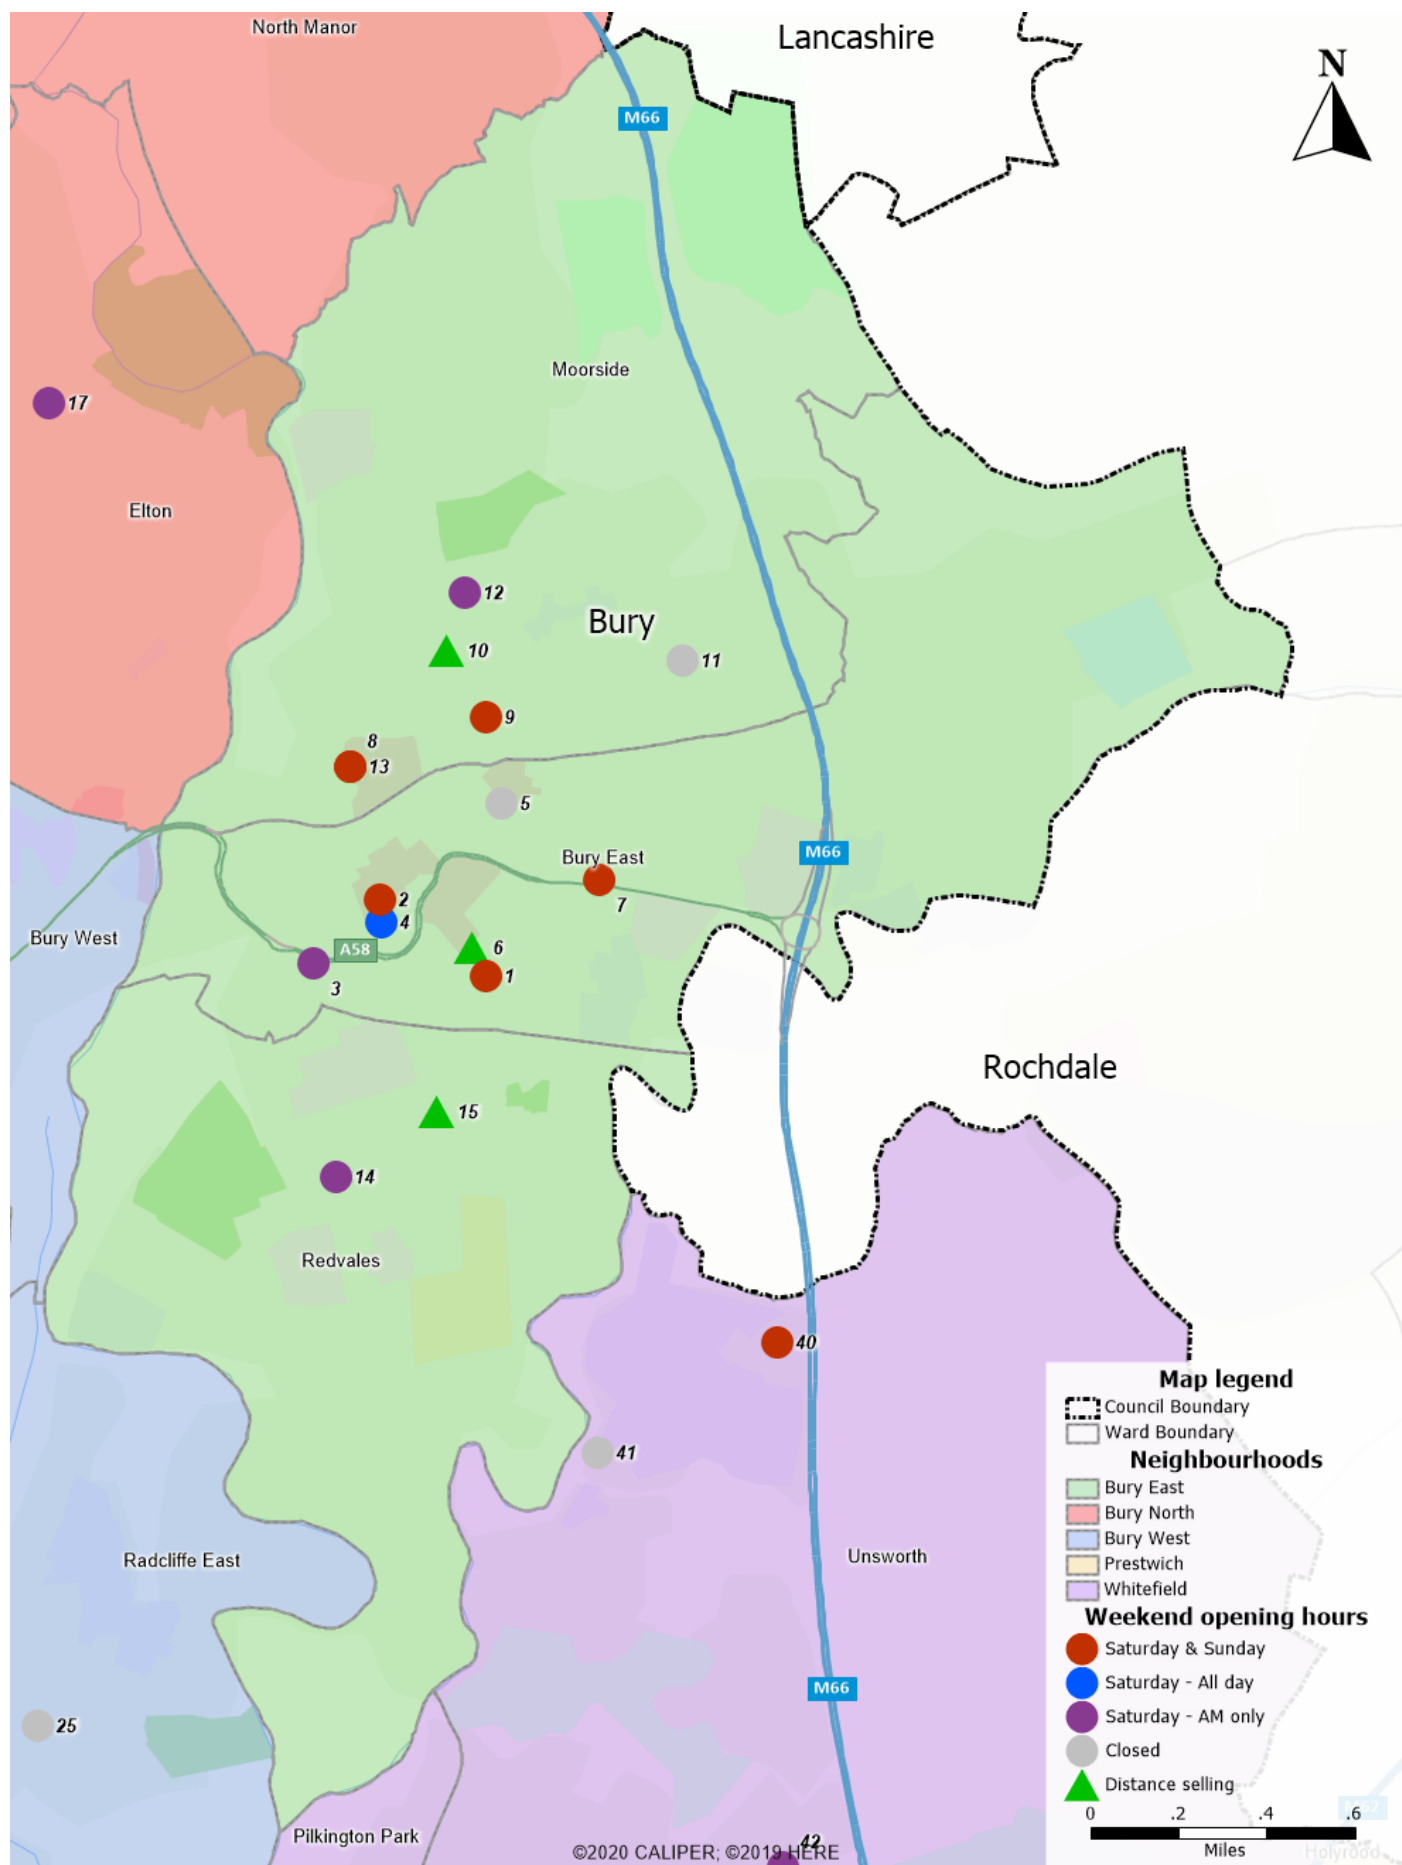 North Manor
Lancashire
N
M66
Moorside
17
Elton
12
Bury
10
11
9
8
13
5
Bury East
M66
7
2
4
Bury West
A58
6
1
3
Rochdale
15
14
Redvales
40
41
Radcliffe East
Unsworth
M66
25
Pilkington Park
42
©2020 CALIPER; ©2019 HERE
Map legend
Council Boundary
Ward Boundary
Neighbourhoods
Bury East
Bury North
Bury West
Prestwich
Whitefield
Weekend opening hours
Saturday & Sunday
Saturday - All day
Saturday - AM only
Closed
Distance selling
0 .2 .4 .6
Miles
M62
Holyrood